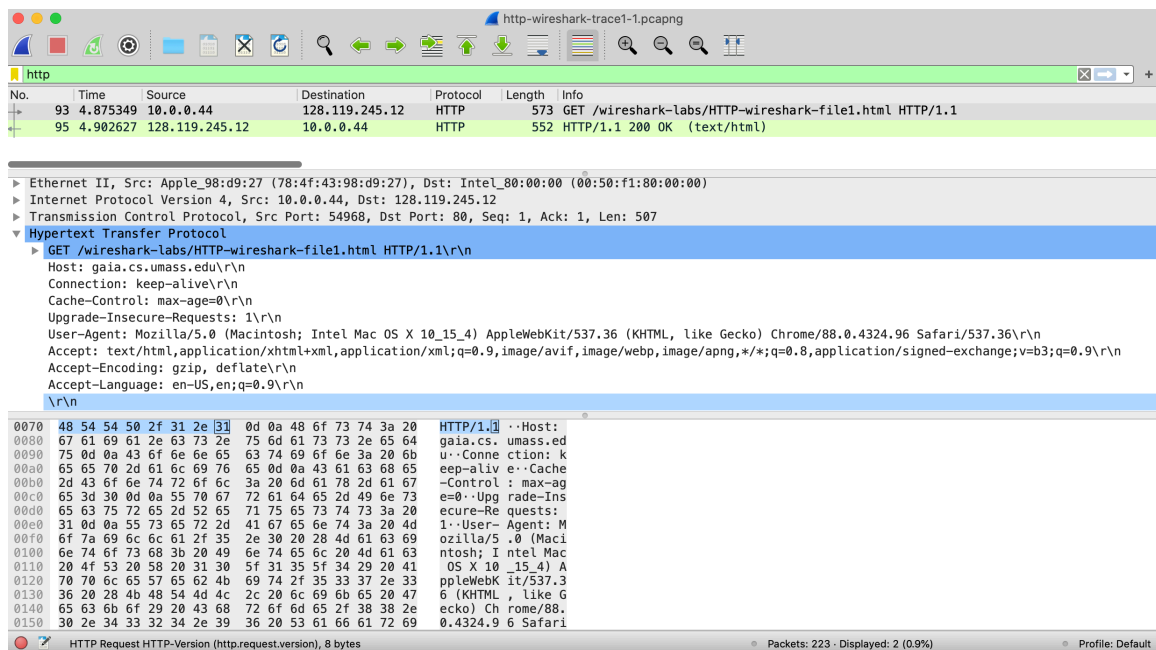 http-wireshark-trace1-1.pcapng
http
No. Time Source Destination Protocol Length Info
93 4.875349 10.0.0.44 128.119.245.12 HTTP 573 GET /wireshark-labs/HTTP-wireshark-file1.html HTTP/1.1
95 4.902627 128.119.245.12 10.0.0.44 HTTP 552 HTTP/1.1 200 OK (text/html)
Ethernet II, Src: Apple_98:d9:27 (78:4f:43:98:d9:27), Dst: Intel_80:00:00 (00:50:f1:80:00:00)
Internet Protocol Version 4, Src: 10.0.0.44, Dst: 128.119.245.12
Transmission Control Protocol, Src Port: 54968, Dst Port: 80, Seq: 1, Ack: 1, Len: 507
Hypertext Transfer Protocol
GET /wireshark-labs/HTTP-wireshark-file1.html HTTP/1.1\r\n
Host: gaia.cs.umass.edu\r\n
Connection: keep-alive\r\n
Cache-Control: max-age=0\r\n
Upgrade-Insecure-Requests: 1\r\n
User-Agent: Mozilla/5.0 (Macintosh; Intel Mac OS X 10_15_4) AppleWebKit/537.36 (KHTML, like Gecko) Chrome/88.0.4324.96 Safari/537.36\r\n
Accept: text/html,application/xhtml+xml,application/xml;q=0.9,image/avif,image/webp,image/apng,*/*;q=0.8,application/signed-exchange;v=b3;q=0.9\r\n
Accept-Encoding: gzip, deflate\r\n
Accept-Language: en-US,en;q=0.9\r\n
\r\n
0070 48 54 54 50 2f 31 2e 31 0d 0a 48 6f 73 74 3a 20 HTTP/1.1 ··Host:
0080 67 61 69 61 2e 63 73 2e 75 6d 61 73 73 2e 65 64 gaia.cs. umass.ed
0090 75 0d 0a 43 6f 6e 6e 65 63 74 69 6f 6e 3a 20 6b u··Conne ction: k
00a0 65 65 70 2d 61 6c 69 76 65 0d 0a 43 61 63 68 65 eep-aliv e··Cache
00b0 2d 43 6f 6e 74 72 6f 6c 3a 20 6d 61 78 2d 61 67 -Control : max-ag
00c0 65 3d 30 0d 0a 55 70 67 72 61 64 65 2d 49 6e 73 e=0··Upg rade-Ins
00d0 65 63 75 72 65 2d 52 65 71 75 65 73 74 73 3a 20 ecure-Re quests:
00e0 31 0d 0a 55 73 65 72 2d 41 67 65 6e 74 3a 20 4d 1··User- Agent: M
00f0 6f 7a 69 6c 6c 61 2f 35 2e 30 20 28 4d 61 63 69 ozilla/5 .0 (Maci
0100 6e 74 6f 73 68 3b 20 49 6e 74 65 6c 20 4d 61 63 ntosh; I ntel Mac
0110 20 4f 53 20 58 20 31 30 5f 31 35 5f 34 29 20 41 OS X 10 _15_4) A
0120 70 70 6c 65 57 65 62 4b 69 74 2f 35 33 37 2e 33 ppleWebK it/537.3
0130 36 20 28 4b 48 54 4d 4c 2c 20 6c 69 6b 65 20 47 6 (KHTML , like G
0140 65 63 6b 6f 29 20 43 68 72 6f 6d 65 2f 38 38 2e ecko) Ch rome/88.
0150 30 2e 34 33 32 34 2e 39 36 20 53 61 66 61 72 69 0.4324.9 6 Safari
HTTP Request HTTP-Version (http.request.version), 8 bytes Packets: 223 · Displayed: 2 (0.9%) Profile: Default